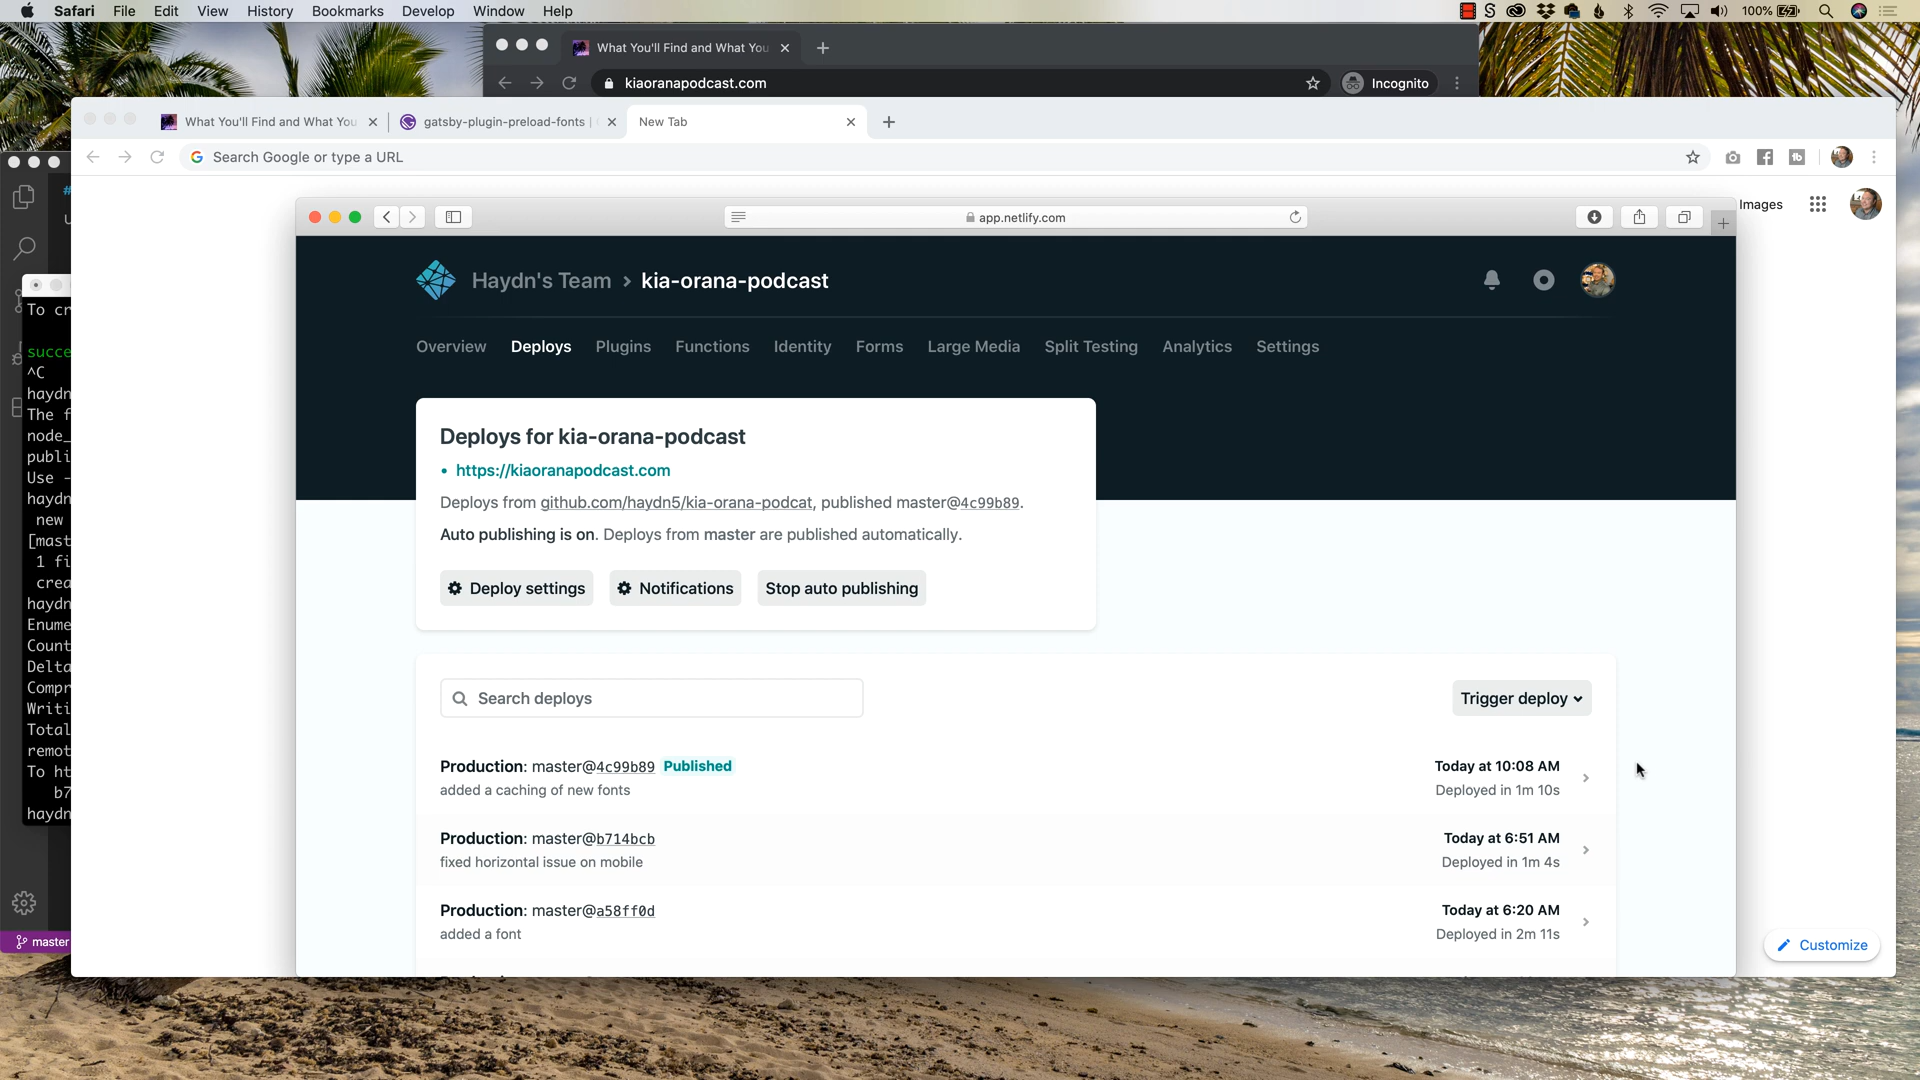 Safari File Edit View History Bookmarks Develop Window Help
100%
What You'll Find and What You
kiaoranapodcast.com
Incognito
What You'll Find and What You
gatsby-plugin-preload-fonts |
New Tab
Search Google or type a URL
Images
app.netlify.com
Haydn's Team > kia-orana-podcast
Overview Deploys Plugins Functions Identity Forms Large Media Split Testing Analytics Settings
Deploys for kia-orana-podcast
• https://kiaoranapodcast.com
Deploys from github.com/haydn5/kia-orana-podcat, published master@4c99b89.
Auto publishing is on. Deploys from master are published automatically.
Deploy settings
Notifications
Stop auto publishing
Search deploys
Trigger deploy
Production: master@4c99b89 Published
added a caching of new fonts
Today at 10:08 AM
Deployed in 1m 10s
Production: master@b714bcb
fixed horizontal issue on mobile
Today at 6:51 AM
Deployed in 1m 4s
Production: master@a58ff0d
added a font
Today at 6:20 AM
Deployed in 2m 11s
Customize
#
To cr
succe
^C
haydn
The f
node_
publi
Use -
haydn
new
[mast
1 fi
crea
haydn
Enume
Count
Delta
Compr
Writi
Total
remot
To ht
b7
haydn
master